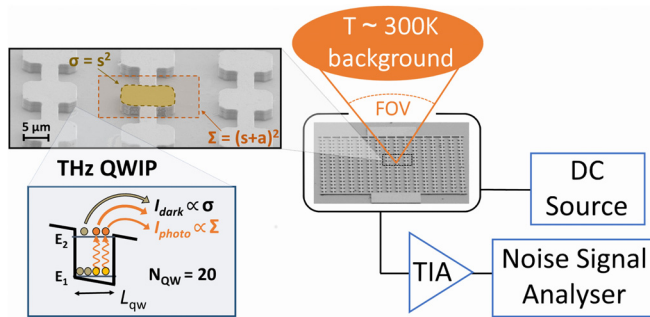 T ~ 300K
background
σ = s²
FOV
5 µm
Σ = (s+a)²
THz QWIP
I_dark ∝ σ
I_photo ∝ Σ
E₂
E₁
N_QW = 20
L_qw
DC
Source
TIA
Noise Signal
Analyser